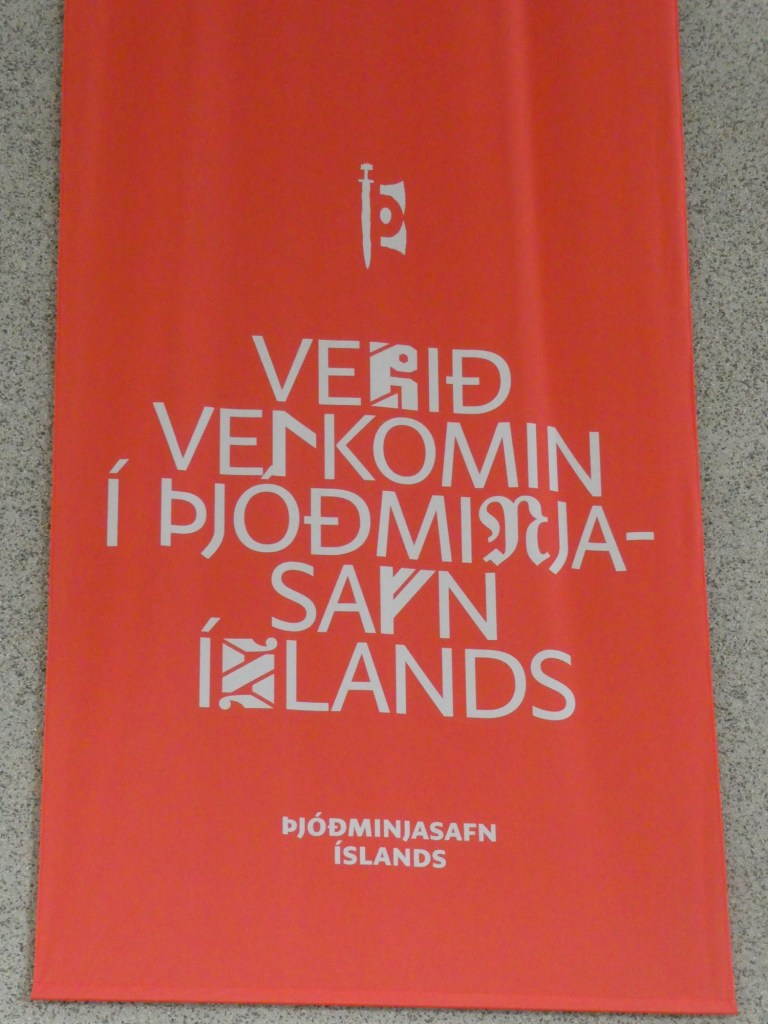 VERIÐ
VELKOMIN
Í ÞJÓÐMINJA-
SAFN
ÍSLANDS
ÞJÓÐMINJASAFN
ÍSLANDS